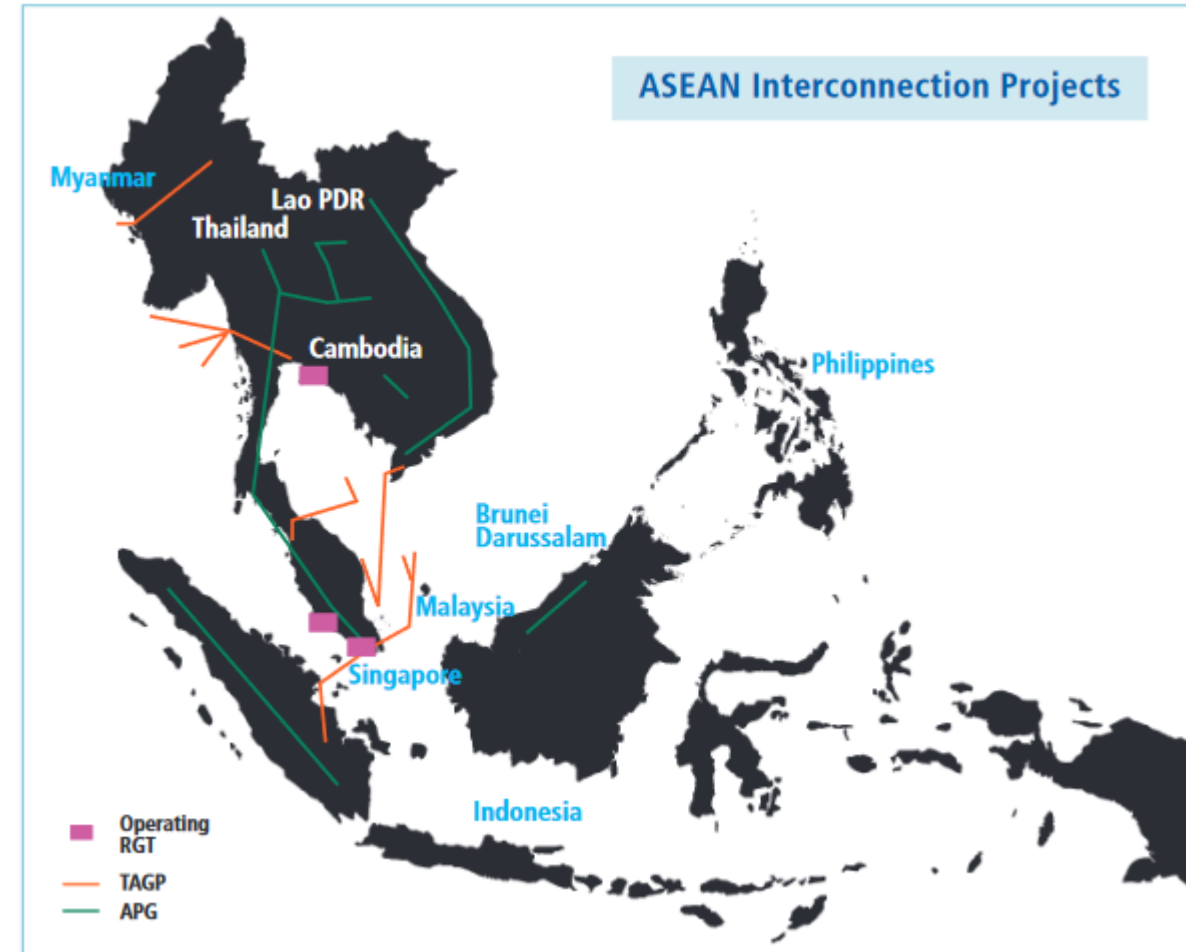 ASEAN Interconnection Projects
Myanmar
Lao PDR
Thailand
Cambodia
Philippines
Brunei
Darussalam
Malaysia
Singapore
Indonesia
Operating
RGT
TAGP
APG